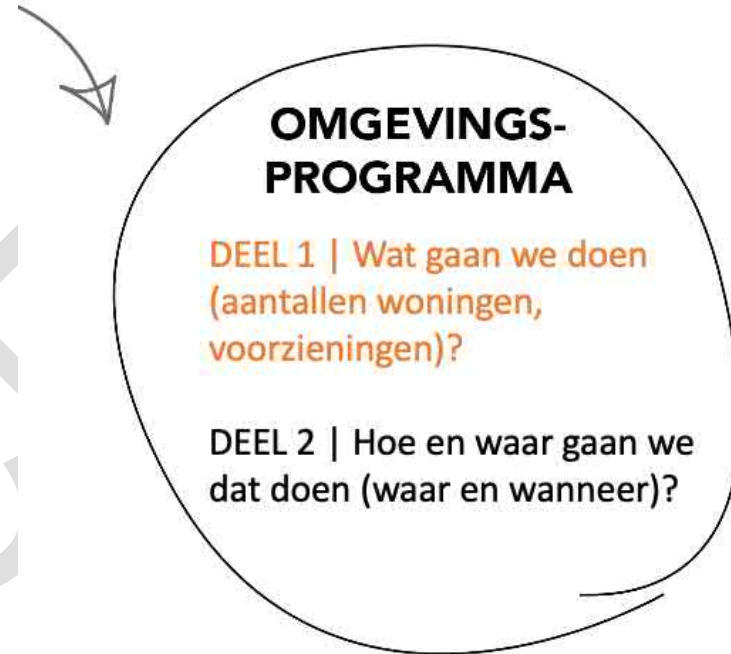 OMGEVINGS-
PROGRAMMA
DEEL 1 | Wat gaan we doen
(aantallen woningen,
voorzieningen)?
DEEL 2 | Hoe en waar gaan we
dat doen (waar en wanneer)?